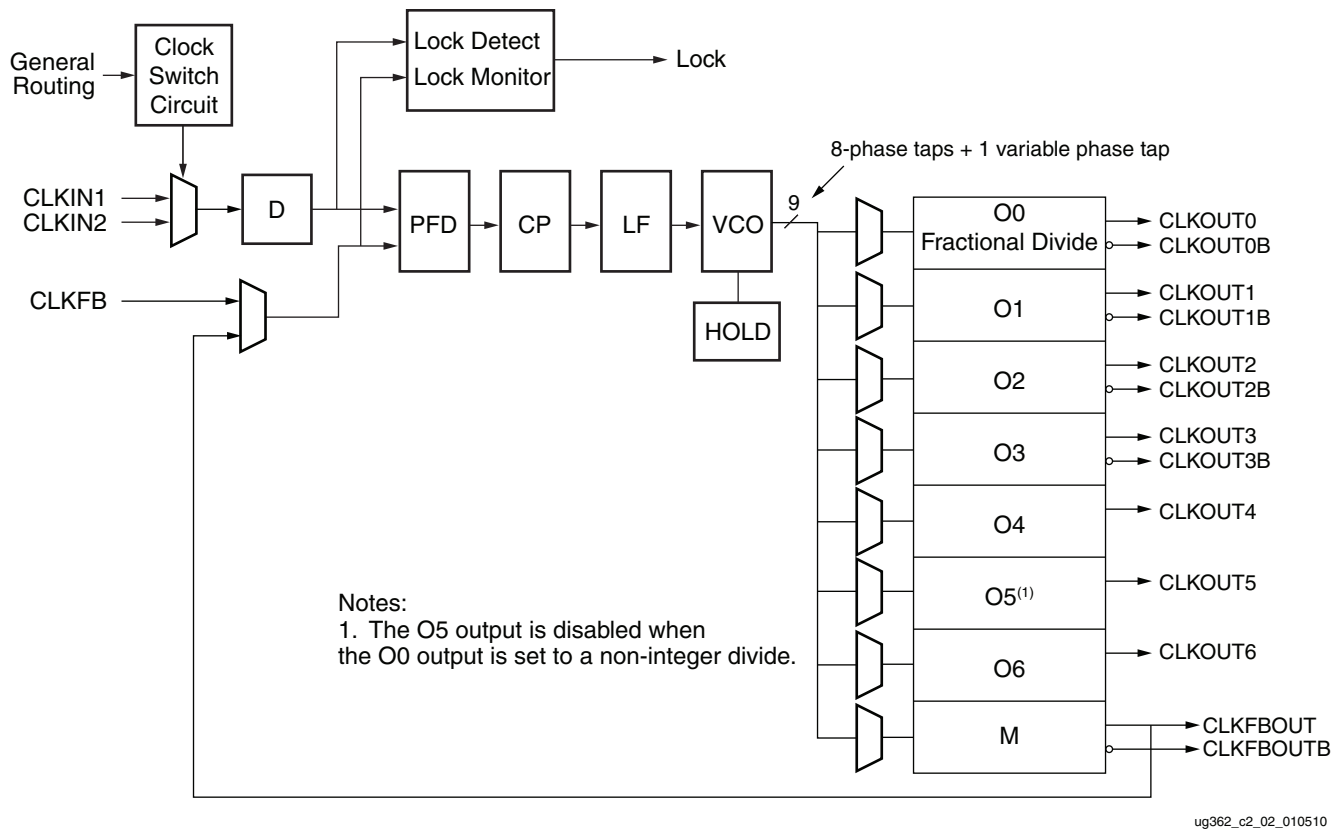 General
Routing
Clock
Switch
Circuit
Lock Detect
Lock Monitor
Lock
8-phase taps + 1 variable phase tap
CLKIN1
CLKIN2
D
PFD
CP
LF
VCO
9
HOLD
CLKFB
O0
Fractional Divide
CLKOUT0
CLKOUT0B
O1
CLKOUT1
CLKOUT1B
O2
CLKOUT2
CLKOUT2B
O3
CLKOUT3
CLKOUT3B
O4
CLKOUT4
O5(1)
CLKOUT5
O6
CLKOUT6
M
CLKFBOUT
CLKFBOUTB
Notes:
1. The O5 output is disabled when
the O0 output is set to a non-integer divide.
ug362_c2_02_010510